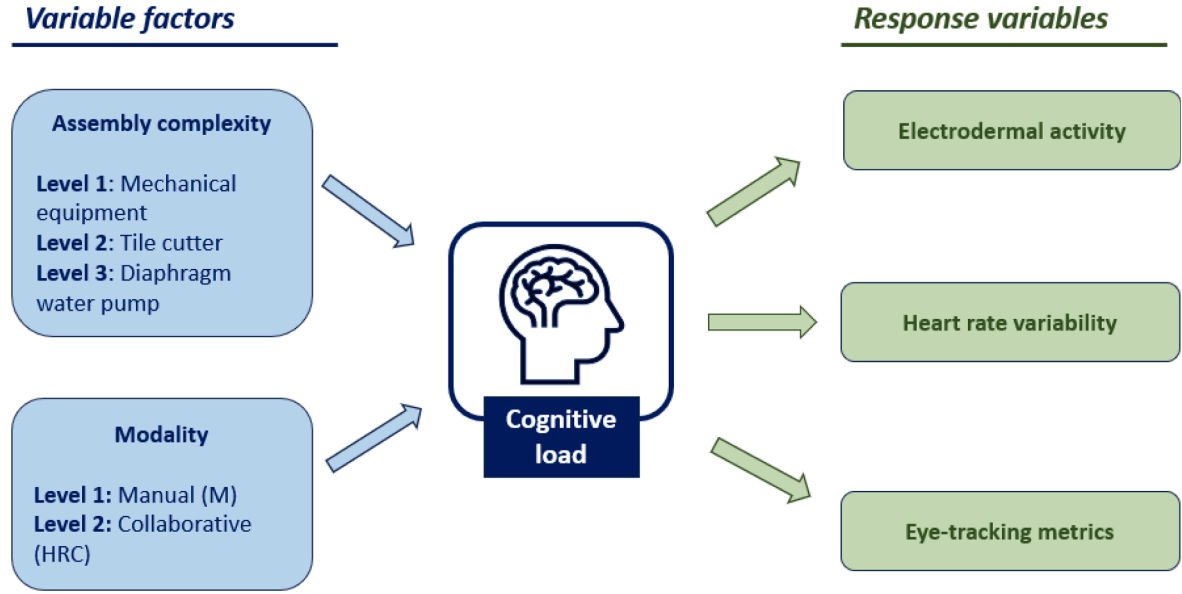 Variable factors
Assembly complexity
Level 1: Mechanical
equipment
Level 2: Tile cutter
Level 3: Diaphragm
water pump
Modality
Level 1: Manual (M)
Level 2: Collaborative
(HRC)
Cognitive
load
Response variables
Electrodermal activity
Heart rate variability
Eye-tracking metrics